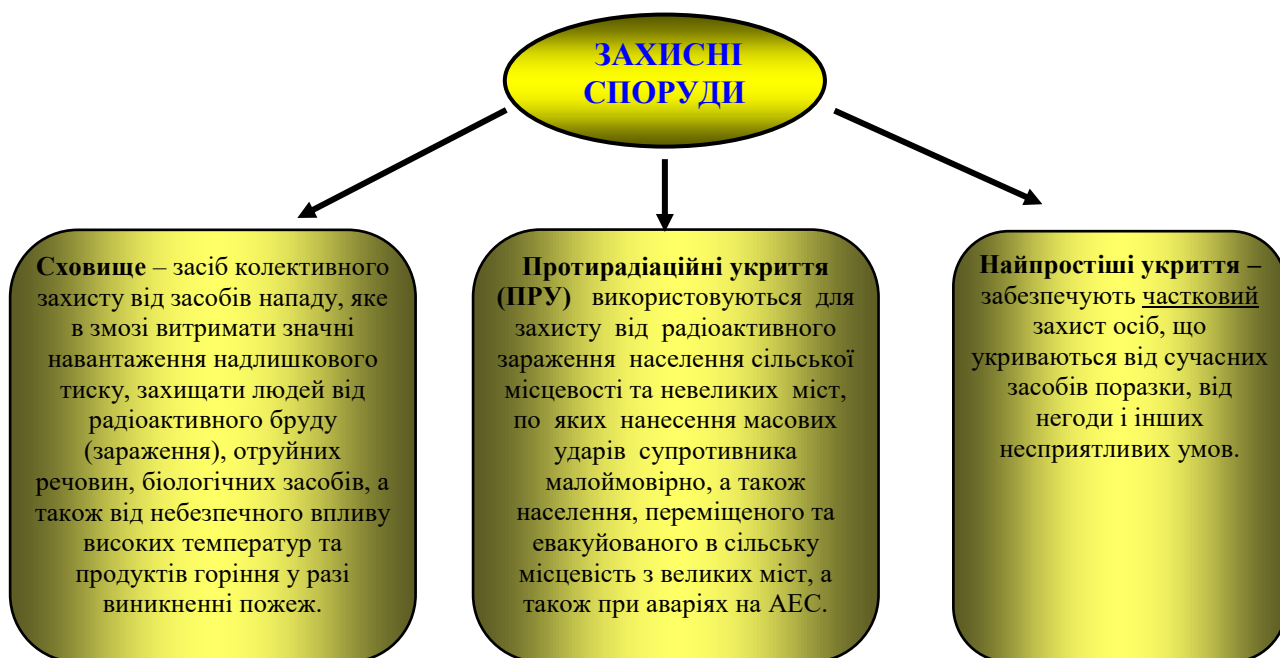 ЗАХИСНІ
СПОРУДИ
Сховище – засіб колективного
захисту від засобів нападу, яке
в змозі витримати значні
навантаження надлишкового
тиску, захищати людей від
радіоактивного бруду
(зараження), отруйних
речовин, біологічних засобів, а
також від небезпечного впливу
високих температур та
продуктів горіння у разі
виникненні пожеж.
Протирадіаційні укриття
(ПРУ) використовуються для
захисту від радіоактивного
зараження населення сільської
місцевості та невеликих міст,
по яких нанесення масових
ударів супротивника
малоймовірно, а також
населення, переміщеного та
евакуйованого в сільську
місцевість з великих міст, а
також при аваріях на АЕС.
Найпростіші укриття –
забезпечують частковий
захист осіб, що
укриваються від сучасних
засобів поразки, від
негоди і інших
несприятливих умов.